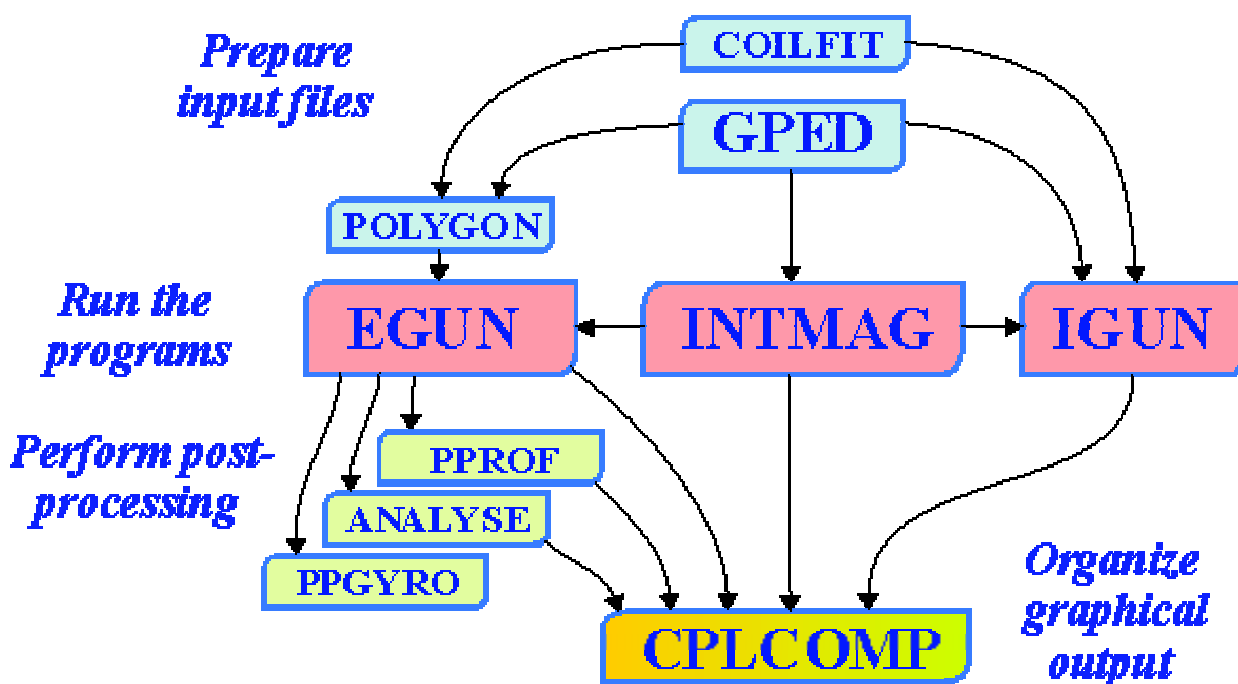 Prepare
input files
COILFIT
GPED
POLYGON
Run the
programs
EGUN
INTMAG
IGUN
Perform post-
processing
PPROF
ANALYSE
PPGYRO
Organize
graphical
output
CPLCOMP